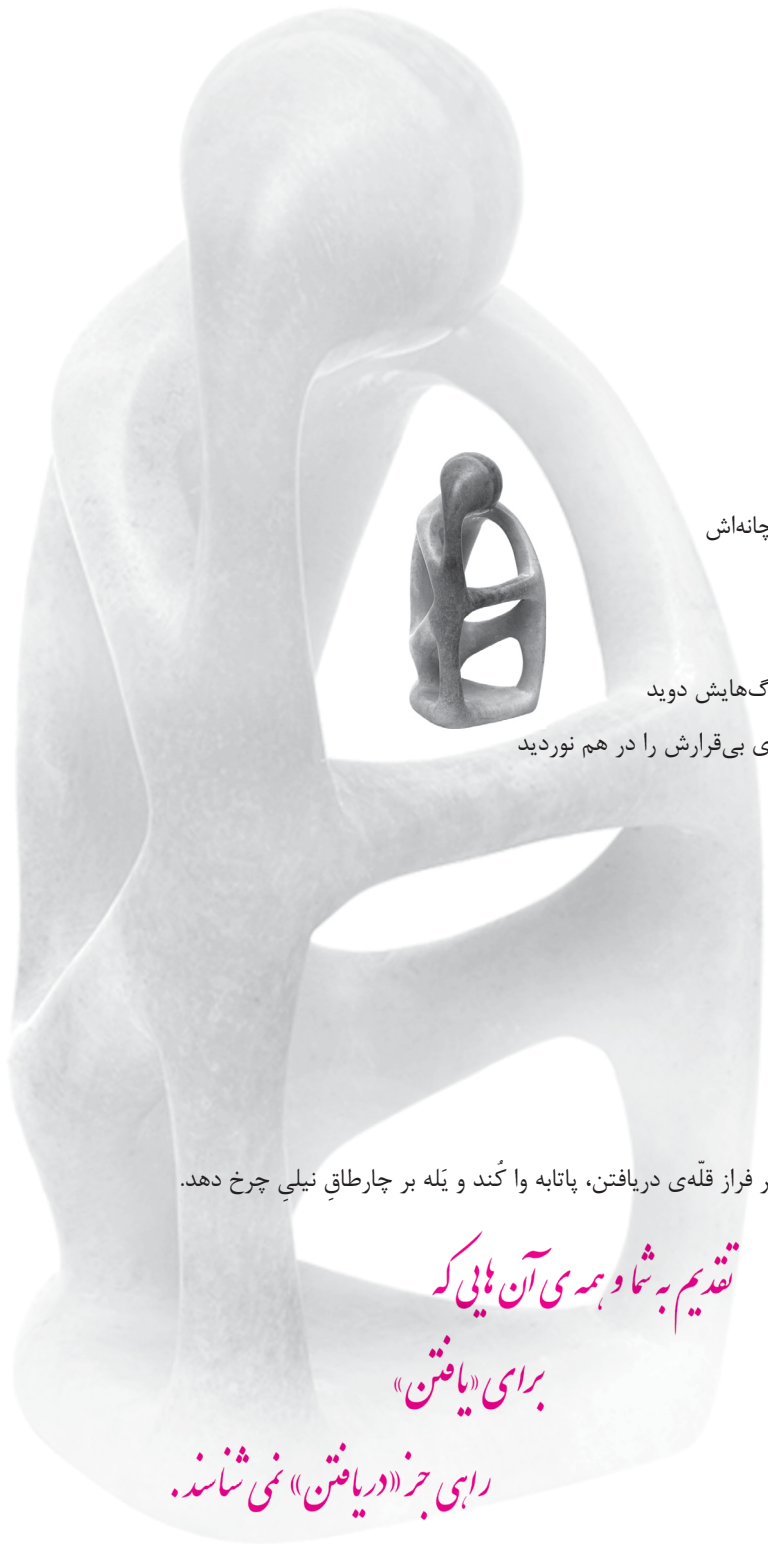 چانه‌اش
گ‌هایش دوید
ی بی‌قرارش را در هم نوردید
ر فراز قلّه‌ی دریافتن، پاتابه وا کُند و یَله بر چارطاقِ نیلیِ چرخ دهد.
تقدیم به شما و همه ی آن هایی که
برای «یافتن»
راهی جز «دریافتن» نمی شناسند.